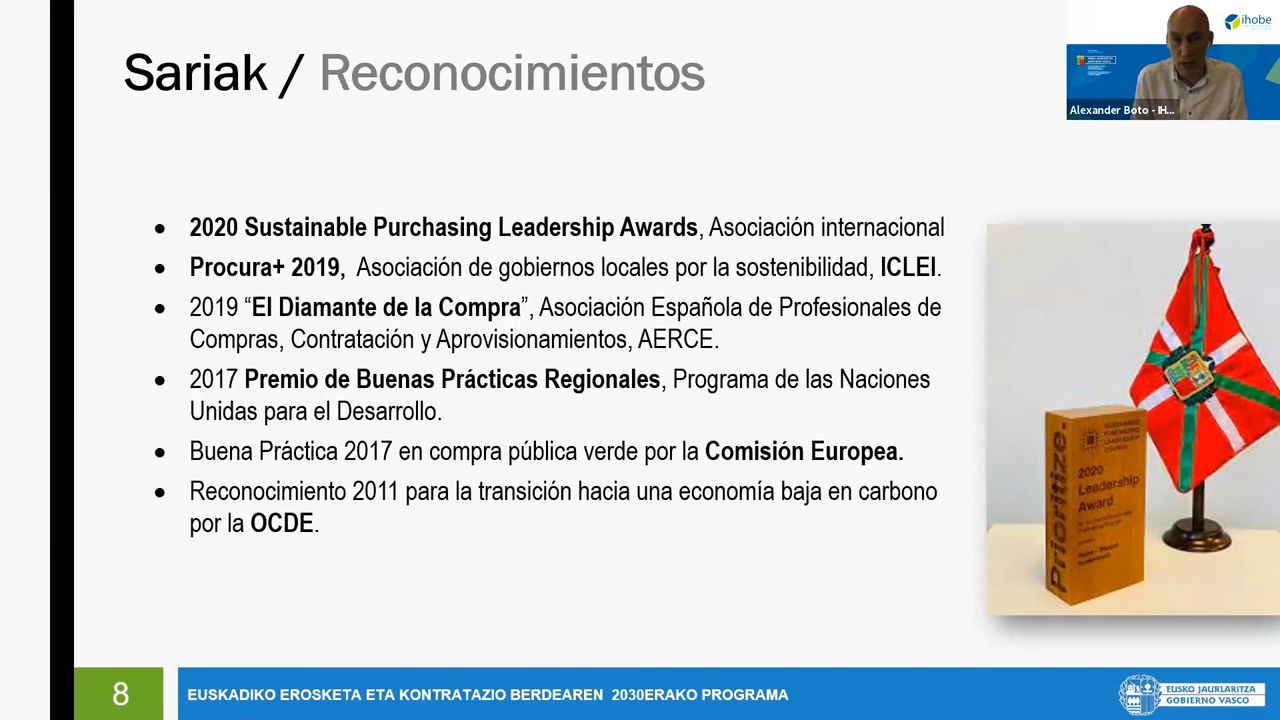 Sariak / Reconocimientos
ihobe
Alexander Boto - IH...
• 2020 Sustainable Purchasing Leadership Awards, Asociación internacional
• Procura+ 2019, Asociación de gobiernos locales por la sostenibilidad, ICLEI.
• 2019 “El Diamante de la Compra”, Asociación Española de Profesionales de
Compras, Contratación y Aprovisionamientos, AERCE.
• 2017 Premio de Buenas Prácticas Regionales, Programa de las Naciones
Unidas para el Desarrollo.
• Buena Práctica 2017 en compra pública verde por la Comisión Europea.
• Reconocimiento 2011 para la transición hacia una economía baja en carbono
por la OCDE.
Prioritize.
2020
Leadership
Award
8
EUSKADIKO EROSKETA ETA KONTRATAZIO BERDEAREN 2030ERAKO PROGRAMA
EUSKO JAURLARITZA
GOBIERNO VASCO